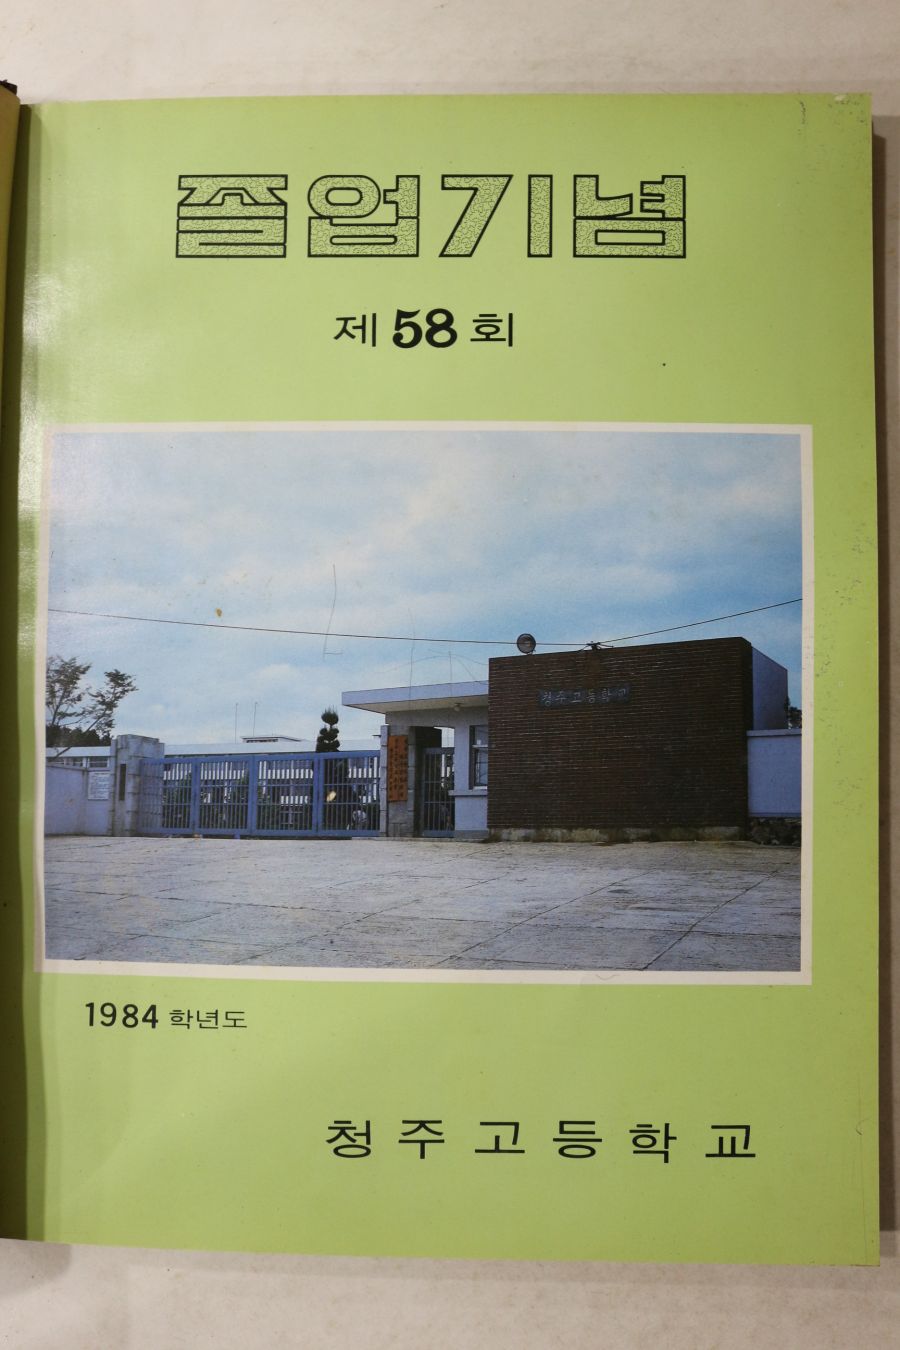 졸업기념
제 58 회
청주고등학교
1984 학년도
청주고등학교